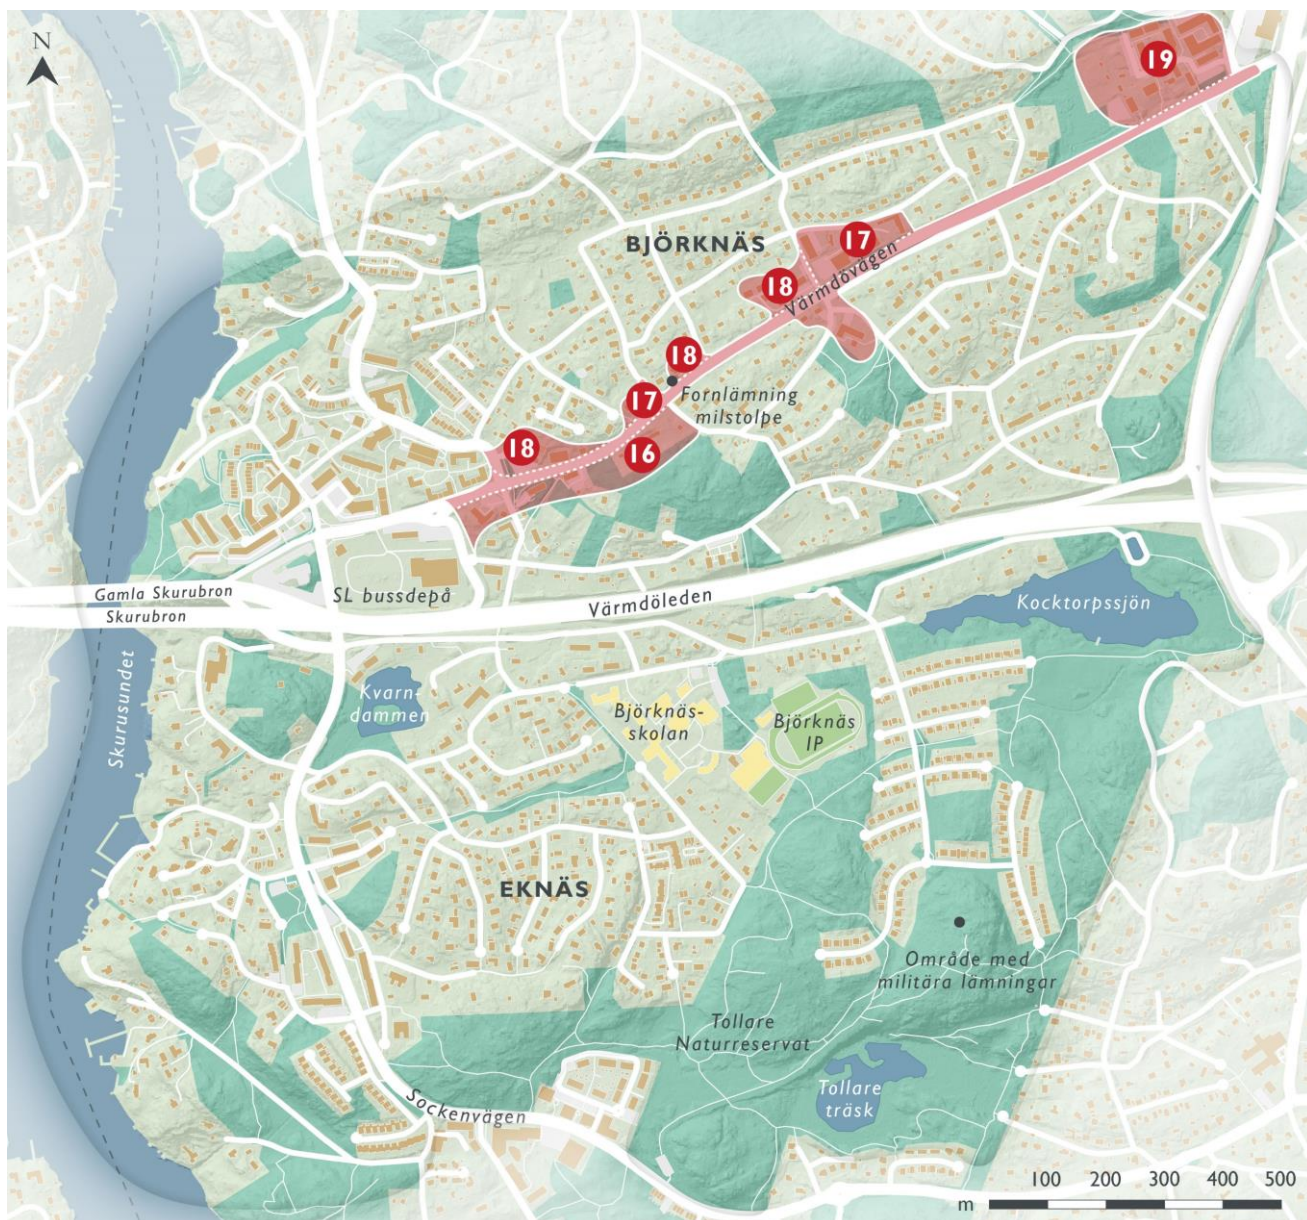 N
19
BJÖRKNÄS
17
18
Värmdövägen
18
Fornlämning
milstolpe
17
18
16
Gamla Skurubron
Skurubron
SL bussdepå
Värmdöleden
Kocktorpssjön
Skurusundet
Kvarn-
dammen
Björknäs-
skolan
Björknäs
IP
EKNÄS
Område med
militära lämningar
Tollare
Naturreservat
Tollare
träsk
Sockenvägen
100 200 300 400 500
m